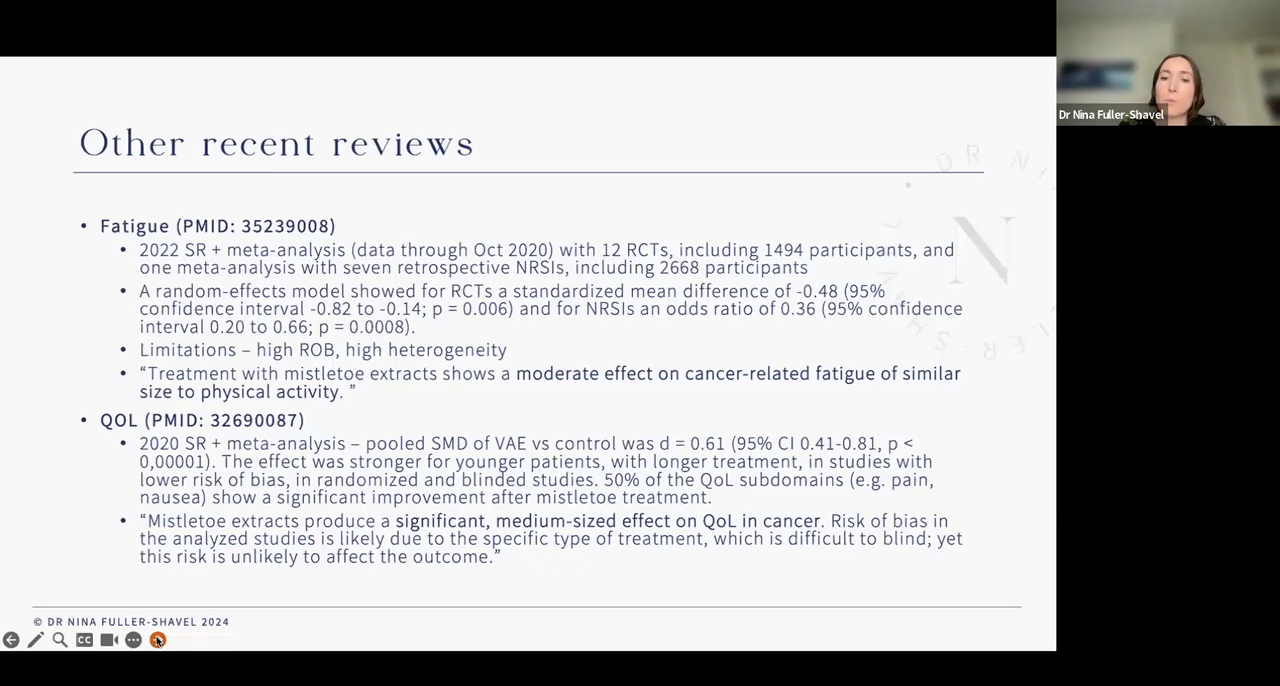 Other recent reviews
• Fatigue (PMID: 35239008)
• 2022 SR + meta-analysis (data through Oct 2020) with 12 RCTs, including 1494 participants, and
one meta-analysis with seven retrospective NRSIs, including 2668 participants
• A random-effects model showed for RCTs a standardized mean difference of -0.48 (95%
confidence interval -0.82 to -0.14; p = 0.006) and for NRSIs an odds ratio of 0.36 (95% confidence
interval 0.20 to 0.66; p = 0.0008).
• Limitations – high ROB, high heterogeneity
• “Treatment with mistletoe extracts shows a moderate effect on cancer-related fatigue of similar
size to physical activity. ”
• QOL (PMID: 32690087)
• 2020 SR + meta-analysis – pooled SMD of VAE vs control was d = 0.61 (95% CI 0.41-0.81, p <
0,00001). The effect was stronger for younger patients, with longer treatment, in studies with
lower risk of bias, in randomized and blinded studies. 50% of the QoL subdomains (e.g. pain,
nausea) show a significant improvement after mistletoe treatment.
• “Mistletoe extracts produce a significant, medium-sized effect on QoL in cancer. Risk of bias in
the analyzed studies is likely due to the specific type of treatment, which is difficult to blind; yet
this risk is unlikely to affect the outcome.”
© DR NINA FULLER-SHAVEL 2024
CC
N
Dr Nina Fuller-Shavel